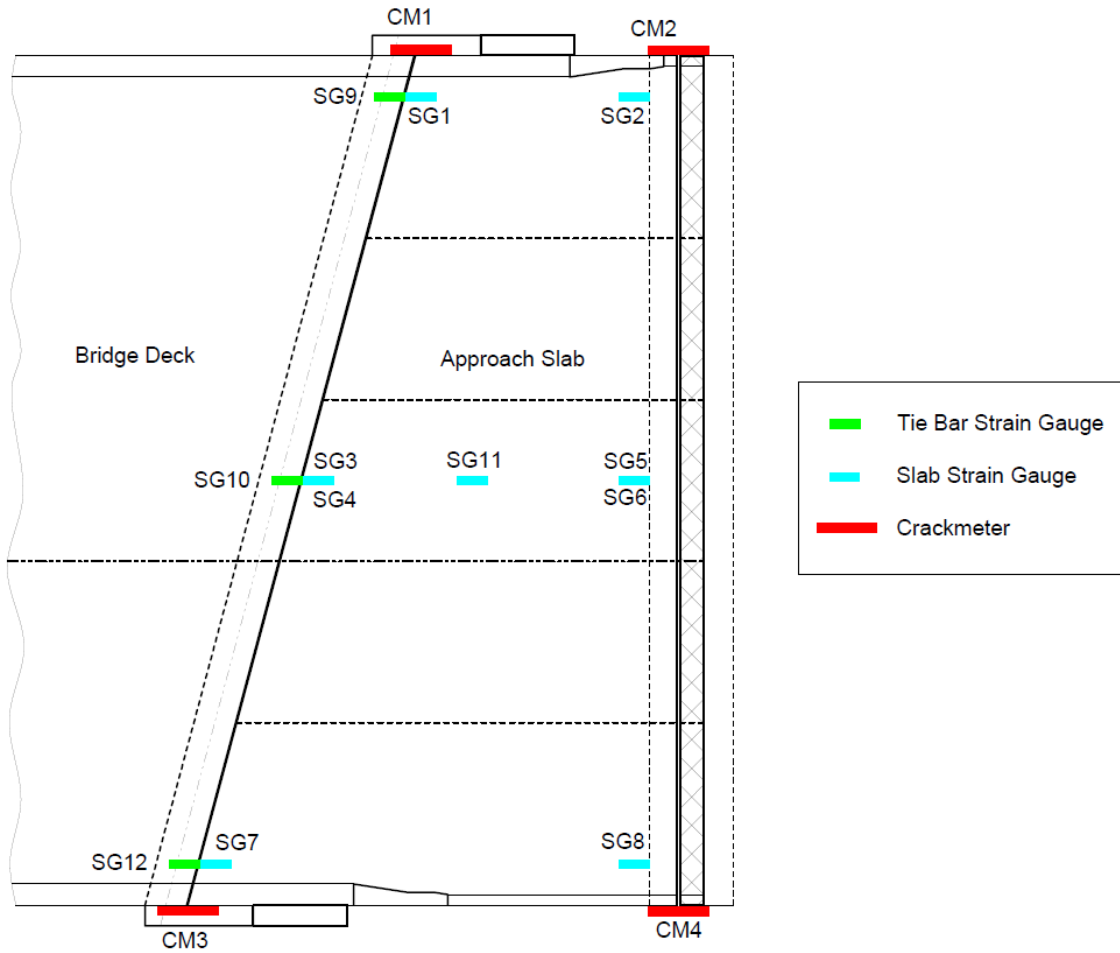 CM1
CM2
SG9
SG1
SG2
Bridge Deck
Approach Slab
SG3
SG10
SG4
SG11
SG5
SG6
Tie Bar Strain Gauge
Slab Strain Gauge
Crackmeter
SG7
SG12
SG8
CM3
CM4